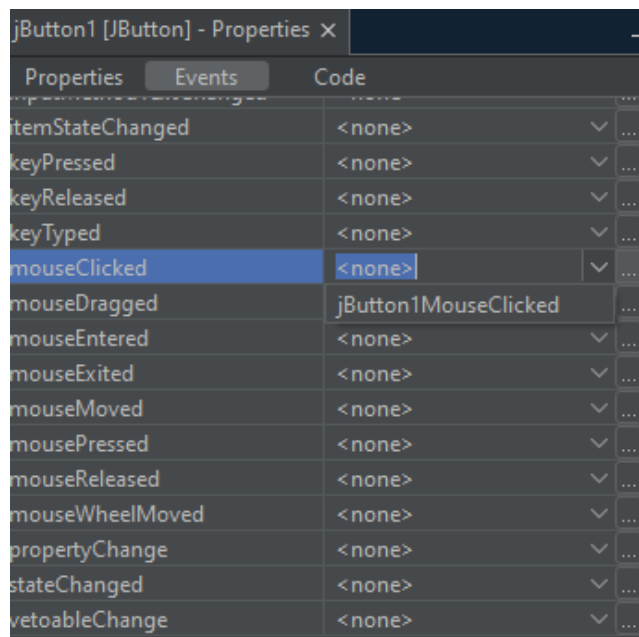 jButton1 [JButton] - Properties ×
Properties Events Code
itemStateChanged <none> ...
keyPressed <none> ...
keyReleased <none> ...
keyTyped <none> ...
mouseClicked <none> ...
mouseDragged jButton1MouseClicked ...
mouseEntered <none> ...
mouseExited <none> ...
mouseMoved <none> ...
mousePressed <none> ...
mouseReleased <none> ...
mouseWheelMoved <none> ...
propertyChange <none> ...
stateChanged <none> ...
vetoableChange <none> ...